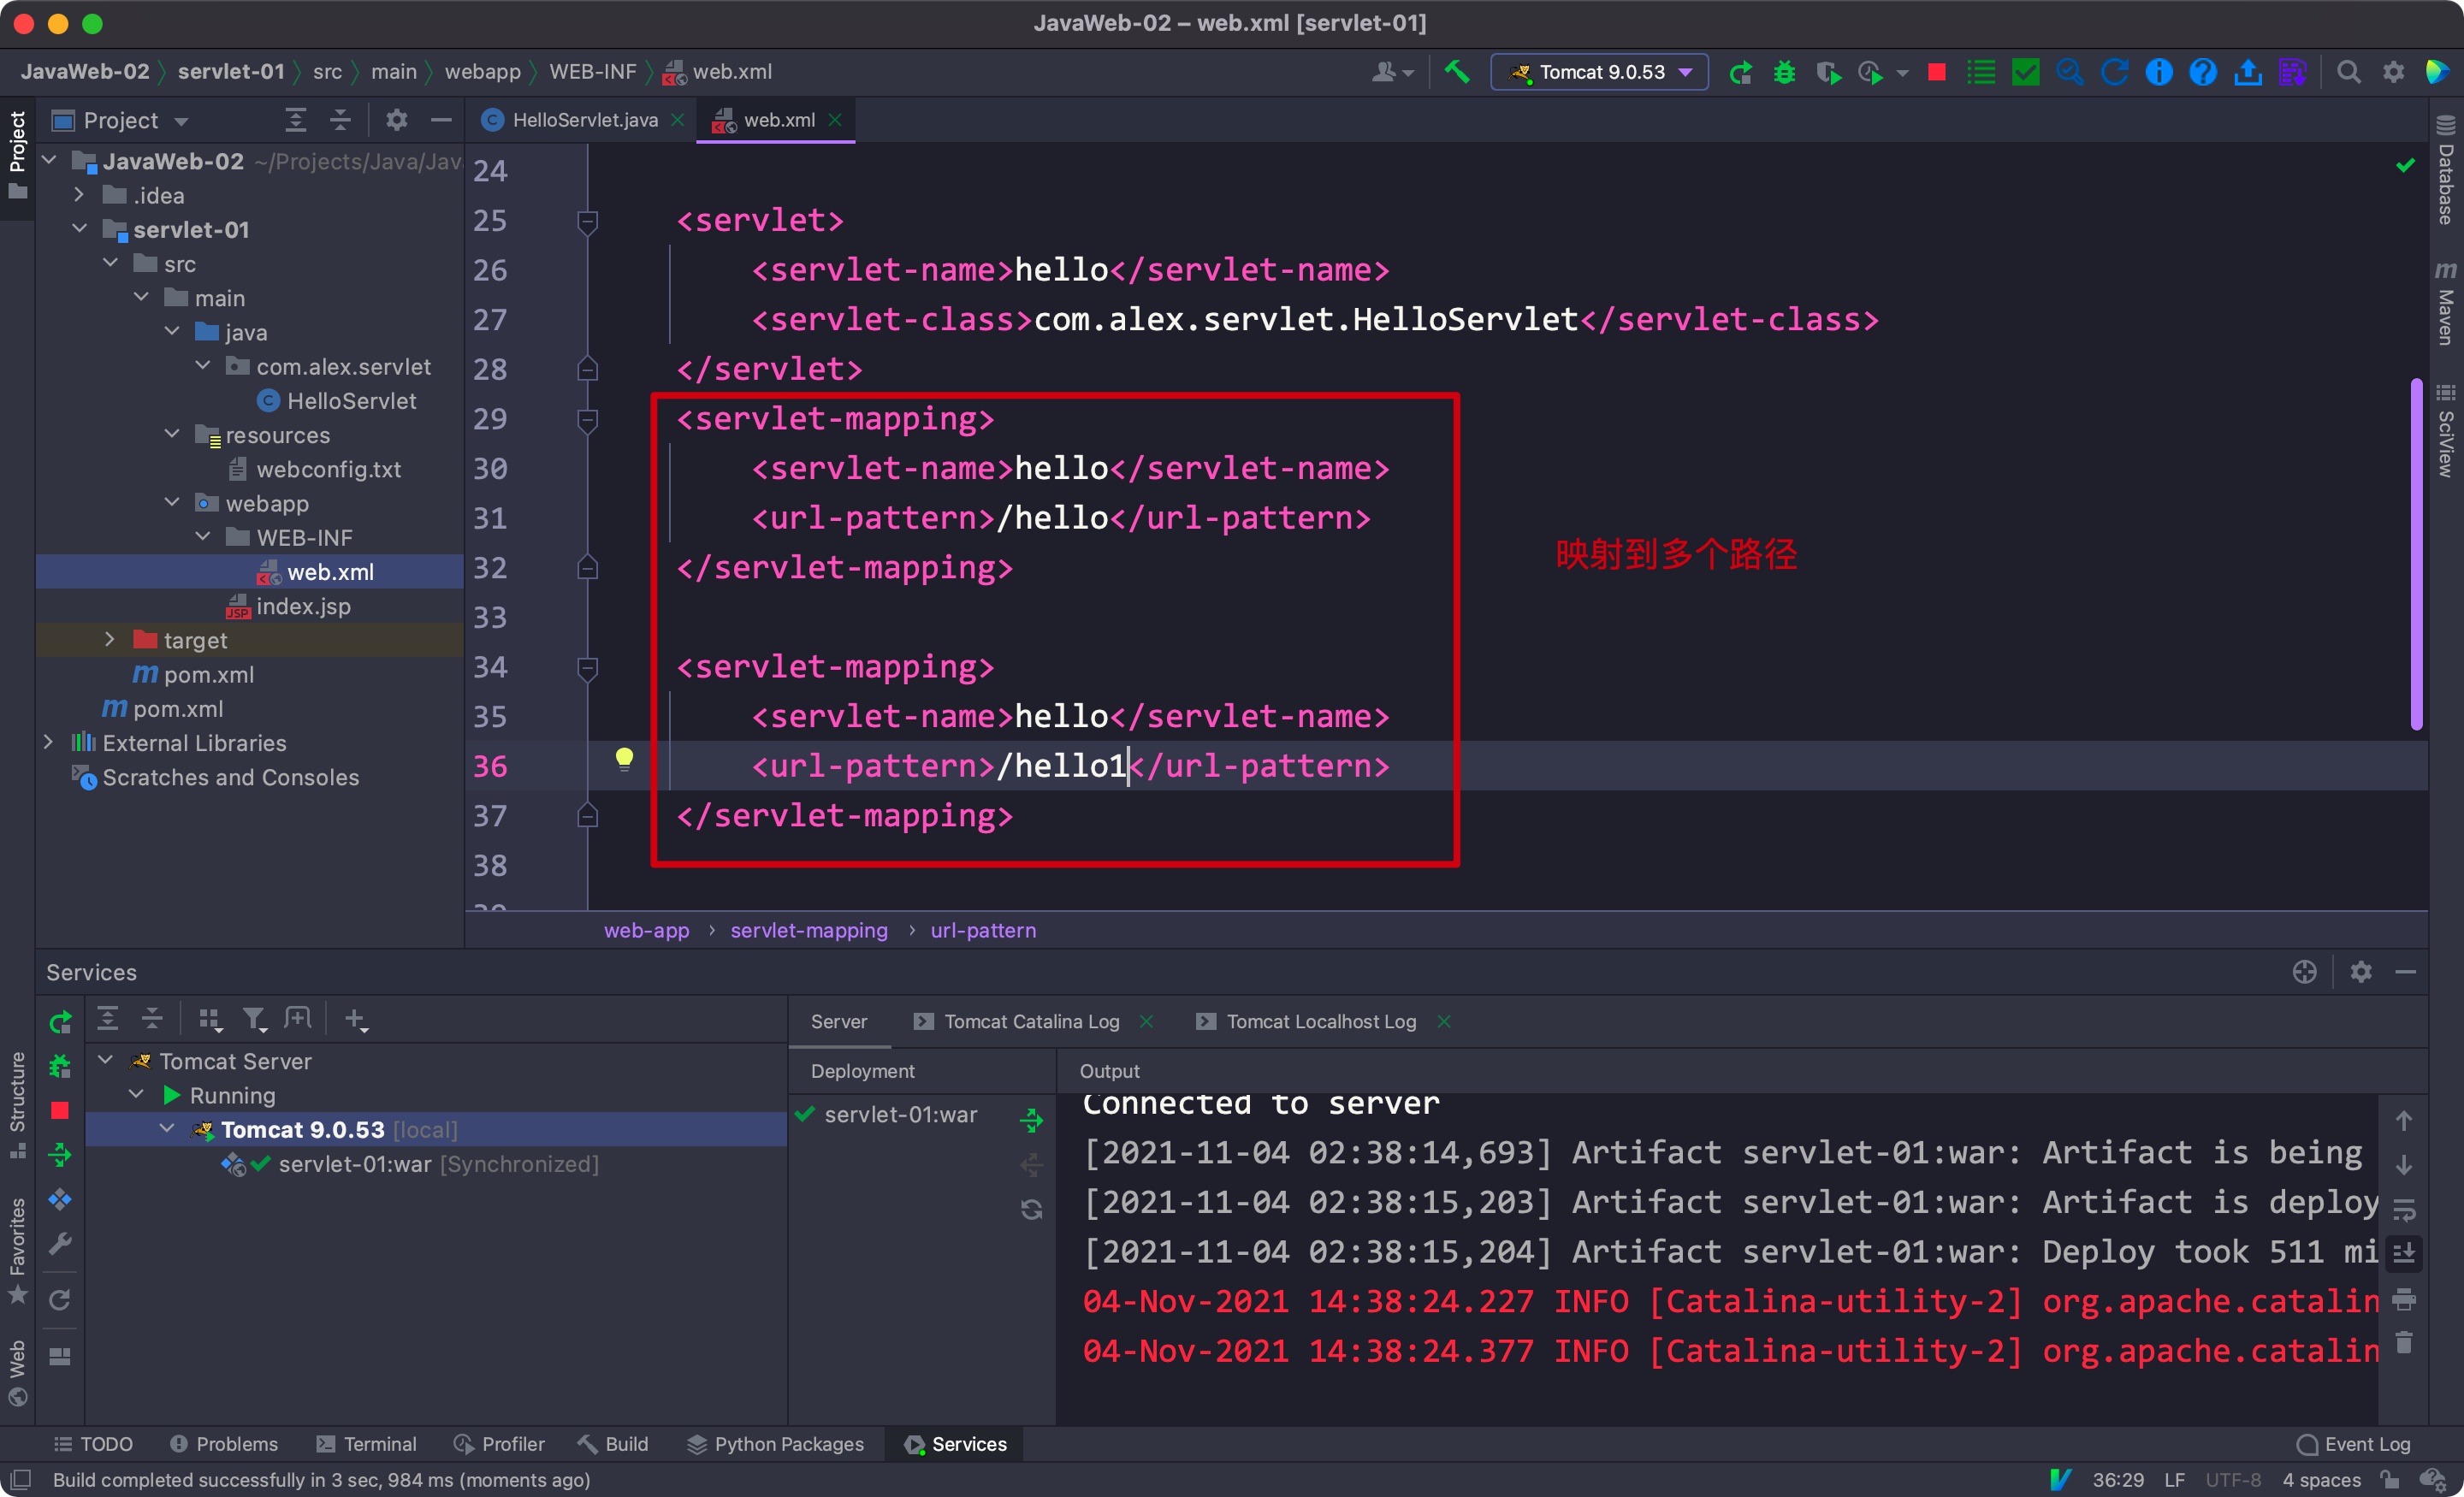 JavaWeb-02 – web.xml [servlet-01]
JavaWeb-02 servlet-01 src main webapp WEB-INF web.xml
Tomcat 9.0.53
Project
HelloServlet.java
web.xml
Project
JavaWeb-02 ~/Projects/Java/Jav
.idea
servlet-01
src
main
java
com.alex.servlet
HelloServlet
resources
webconfig.txt
webapp
WEB-INF
web.xml
index.jsp
target
pom.xml
pom.xml
External Libraries
Scratches and Consoles
24
25 <servlet>
26 <servlet-name>hello</servlet-name>
27 <servlet-class>com.alex.servlet.HelloServlet</servlet-class>
28 </servlet>
29 <servlet-mapping>
30 <servlet-name>hello</servlet-name>
31 <url-pattern>/hello</url-pattern>
32 </servlet-mapping>
33
34 <servlet-mapping>
35 <servlet-name>hello</servlet-name>
36 <url-pattern>/hello1</url-pattern>
37 </servlet-mapping>
38
映射到多个路径
web-app › servlet-mapping › url-pattern
Database
Maven
SciView
Services
Structure
Favorites
Web
Tomcat Server
Running
Tomcat 9.0.53 [local]
servlet-01:war [Synchronized]
Server
Tomcat Catalina Log
Tomcat Localhost Log
Deployment
Output
servlet-01:war
Connected to server
[2021-11-04 02:38:14,693] Artifact servlet-01:war: Artifact is being
[2021-11-04 02:38:15,203] Artifact servlet-01:war: Artifact is deploy
[2021-11-04 02:38:15,204] Artifact servlet-01:war: Deploy took 511 mi
04-Nov-2021 14:38:24.227 INFO [Catalina-utility-2] org.apache.catalin
04-Nov-2021 14:38:24.377 INFO [Catalina-utility-2] org.apache.catalin
TODO
Problems
Terminal
Profiler
Build
Python Packages
Services
Event Log
Build completed successfully in 3 sec, 984 ms (moments ago)
36:29 LF UTF-8 4 spaces